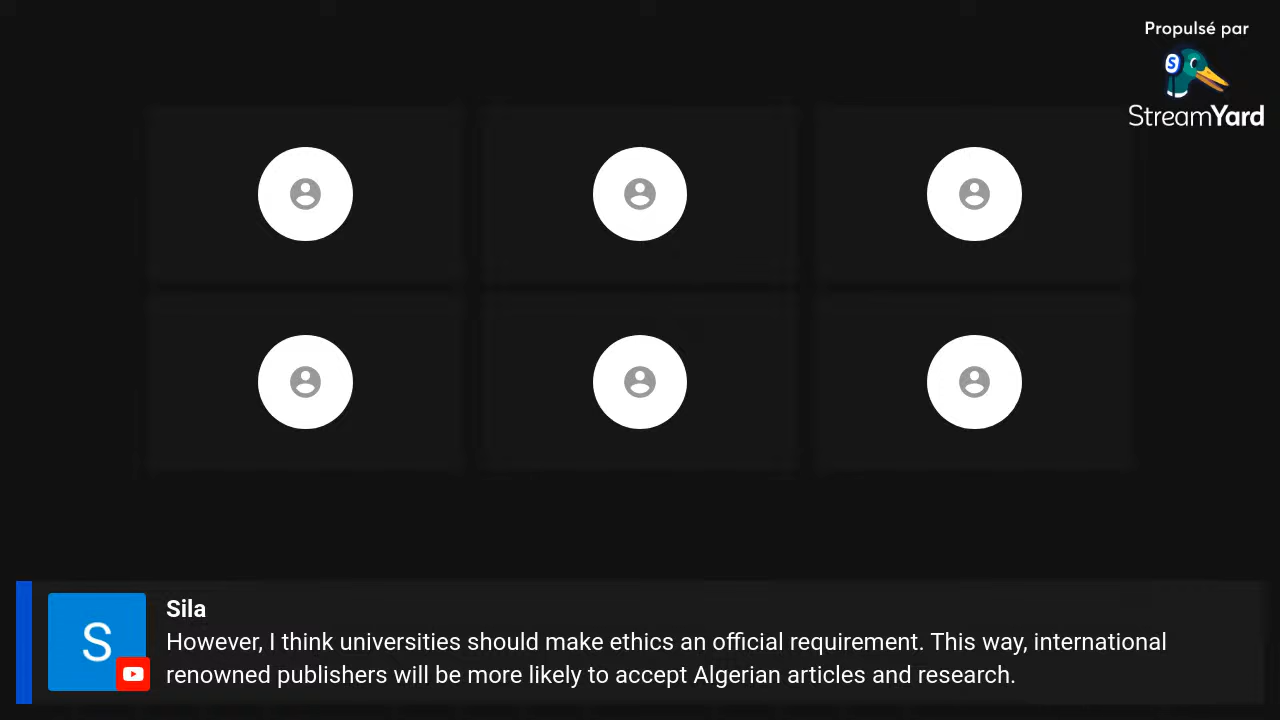 Propulsé par
S
StreamYard
Sila
S
However, I think universities should make ethics an official requirement. This way, international
renowned publishers will be more likely to accept Algerian articles and research.